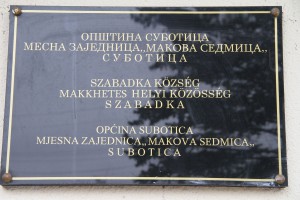 ОПШТИНА СУБОТИЦА
МЕСНА ЗАЈЕДНИЦА,,МАКОВА СЕДМИЦА,,
СУБОТИЦА
SZABADKA KÖZSÉG
MAKKHETES HELYI KÖZÖSSÉG
SZABADKA
OPĆINA SUBOTICA
MJESNA ZAJEDNICA,,MAKOVA SEDMICA,,
SUBOTICA